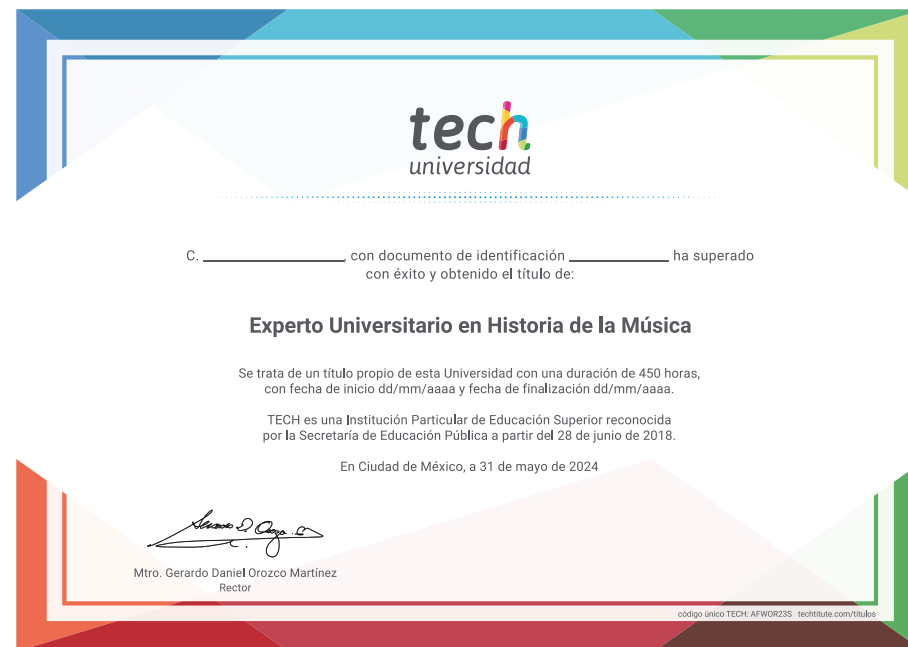 tech
universidad
C. ____________, con documento de identificación ____________ ha superado
con éxito y obtenido el título de:
Experto Universitario en Historia de la Música
Se trata de un título propio de esta Universidad con una duración de 450 horas,
con fecha de inicio dd/mm/aaaa y fecha de finalización dd/mm/aaaa.
TECH es una Institución Particular de Educación Superior reconocida
por la Secretaría de Educación Pública a partir del 28 de junio de 2018.
En Ciudad de México, a 31 de mayo de 2024
Mtro. Gerardo Daniel Orozco Martínez
Rector
código único TECH: AFWOR23S techtitute.com/titulos